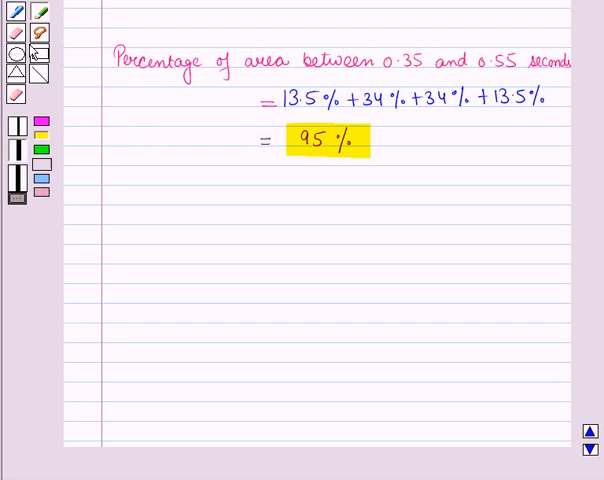 Percentage of area between 0.35 and 0.55 seconds
= 13.5% + 34% + 34% + 13.5%
= 95%